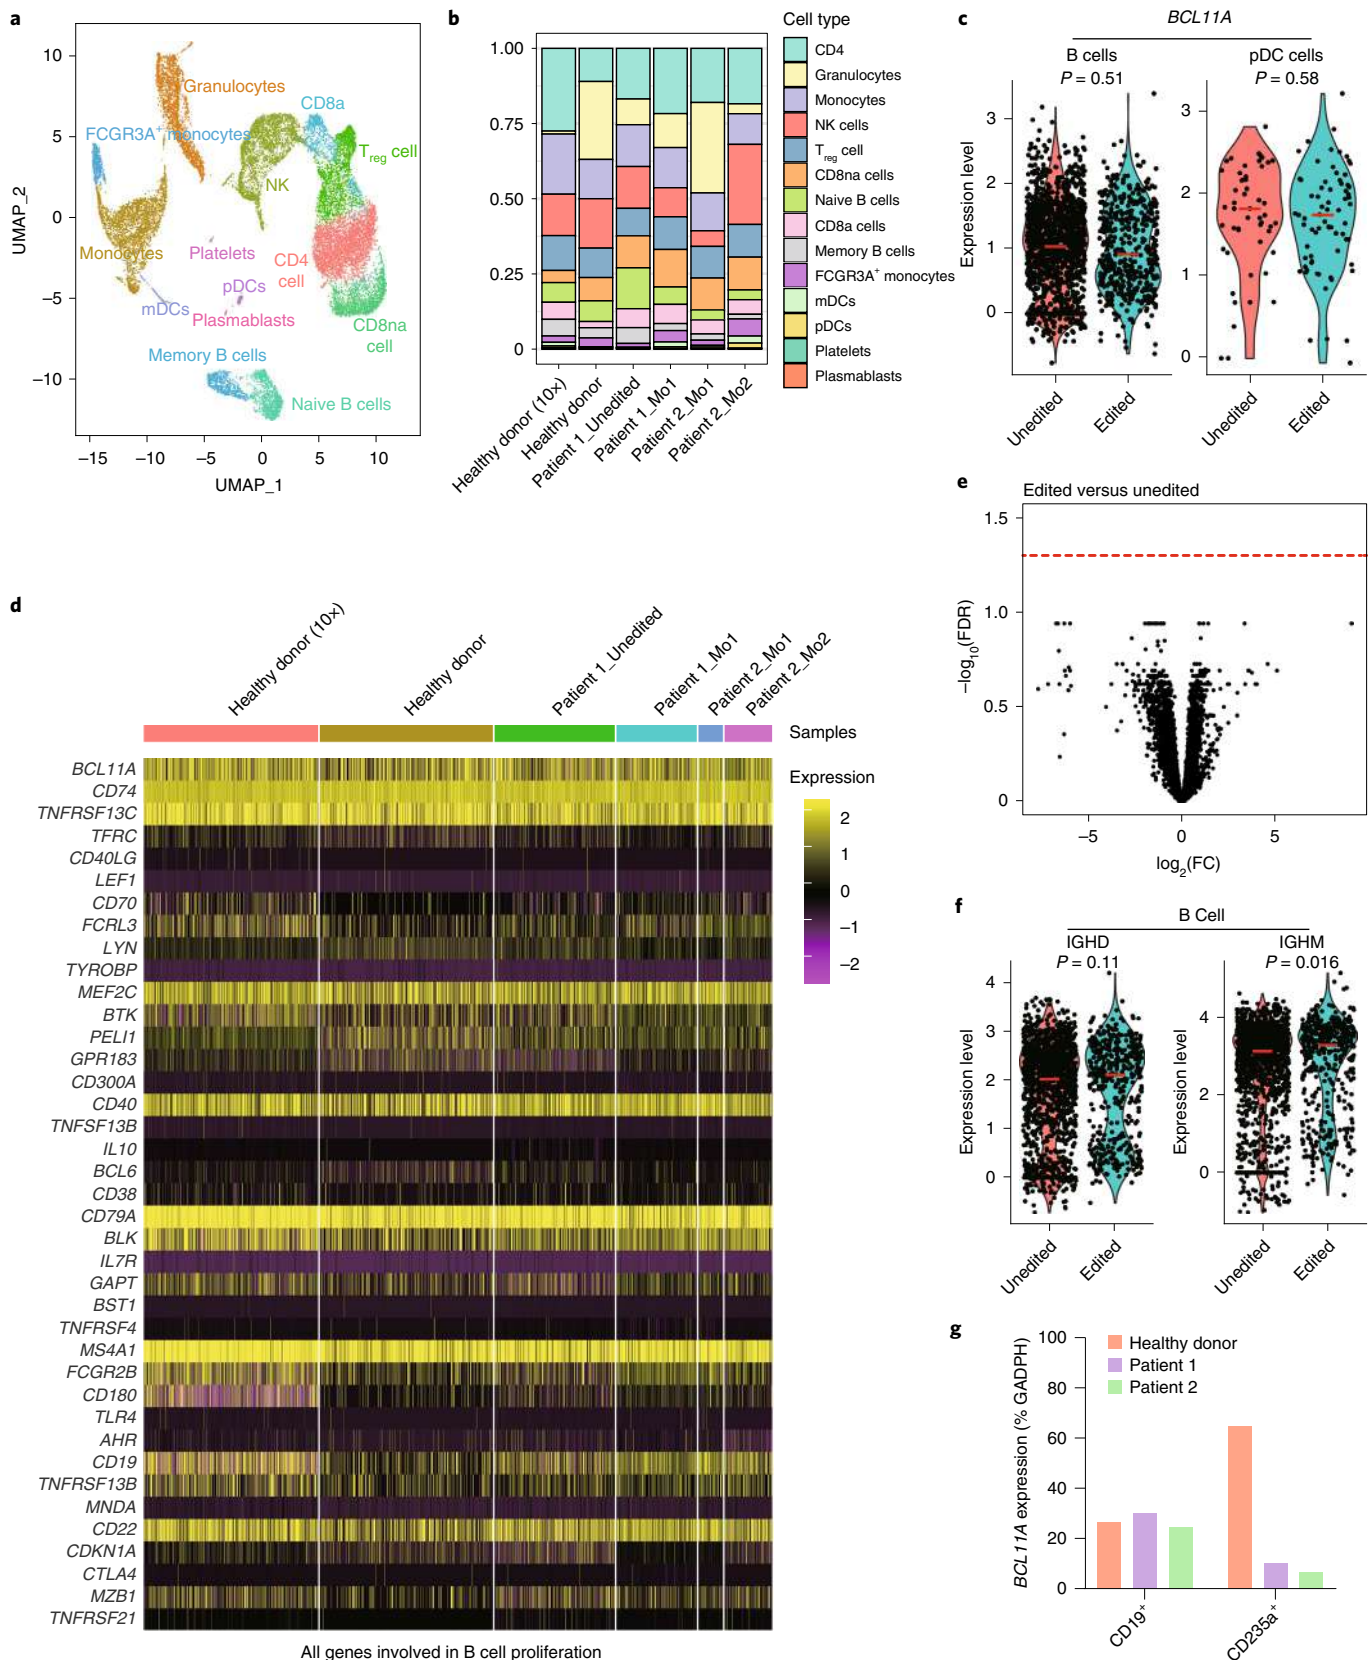 a
10
5
0
−5
−10
UMAP_2
−15
−10
−5
0
5
10
UMAP_1
Granulocytes
CD8a
FCGR3A+ monocytes
Treg cell
NK
Monocytes
Platelets
CD4
cell
pDCs
mDCs
Plasmablasts
CD8na
cell
Memory B cells
Naive B cells
b
1.00
0.75
0.50
0.25
0
Healthy donor (10×)
Healthy donor
Patient 1_Unedited
Patient 1_Mo1
Patient 2_Mo1
Patient 2_Mo2
Cell type
CD4
Granulocytes
Monocytes
NK cells
Treg cell
CD8na cells
Naive B cells
CD8a cells
Memory B cells
FCGR3A+ monocytes
mDCs
pDCs
Platelets
Plasmablasts
c
BCL11A
B cells
P = 0.51
pDC cells
P = 0.58
Expression level
3
2
1
0
3
2
1
0
Unedited
Edited
Unedited
Edited
d
Healthy donor (10×)
Healthy donor
Patient 1_Unedited
Patient 1_Mo1
Patient 2_Mo1
Patient 2_Mo2
Samples
Expression
2
1
0
−1
−2
BCL11A
CD74
TNFRSF13C
TFRC
CD40LG
LEF1
CD70
FCRL3
LYN
TYROBP
MEF2C
BTK
PELI1
GPR183
CD300A
CD40
TNFSF13B
IL10
BCL6
CD38
CD79A
BLK
IL7R
GAPT
BST1
TNFRSF4
MS4A1
FCGR2B
CD180
TLR4
AHR
CD19
TNFRSF13B
MNDA
CD22
CDKN1A
CTLA4
MZB1
TNFRSF21
All genes involved in B cell proliferation
e
Edited versus unedited
1.5
1.0
0.5
0
−log10(FDR)
−5
0
5
log2(FC)
f
B Cell
IGHD
P = 0.11
IGHM
P = 0.016
Expression level
4
3
2
1
0
Expression level
4
2
0
Unedited
Edited
Unedited
Edited
g
BCL11A expression (% GADPH)
100
80
60
40
20
0
Healthy donor
Patient 1
Patient 2
CD19+
CD235a+